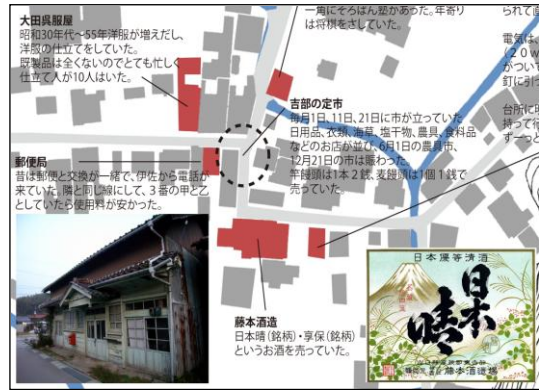 大田呉服屋
昭和30年代〜55年洋服が増えだし、
洋服の仕立てをしていた。
既製品は全くないのでとても忙しく
仕立て人が10人はいた。
一角にそろばん塾があった。年寄り
は将棋をさしていた。
られて直
電気は、
(20w
がついて
釘に引っ
台所に
持って行
ずーっと
吉部の定市
毎月1日、11日、21日に市が立っていた
日用品、衣類、海草、塩干物、農具、食料品
などのお店が並び、6月1日の農具市、
12月21日の市は賑わった。
竿饅頭は1本2銭、麦饅頭は1個1銭で
売っていた。
郵便局
昔は郵便と交換が一緒で、伊佐から電話が
来ていた。隣と同じ線にして、3番の甲と乙
としていたら使用料が安かった。
藤本酒造
日本晴(銘柄)・享保(銘柄)
というお酒を売っていた。
日本優等清酒
日本晴
藤本酒造場